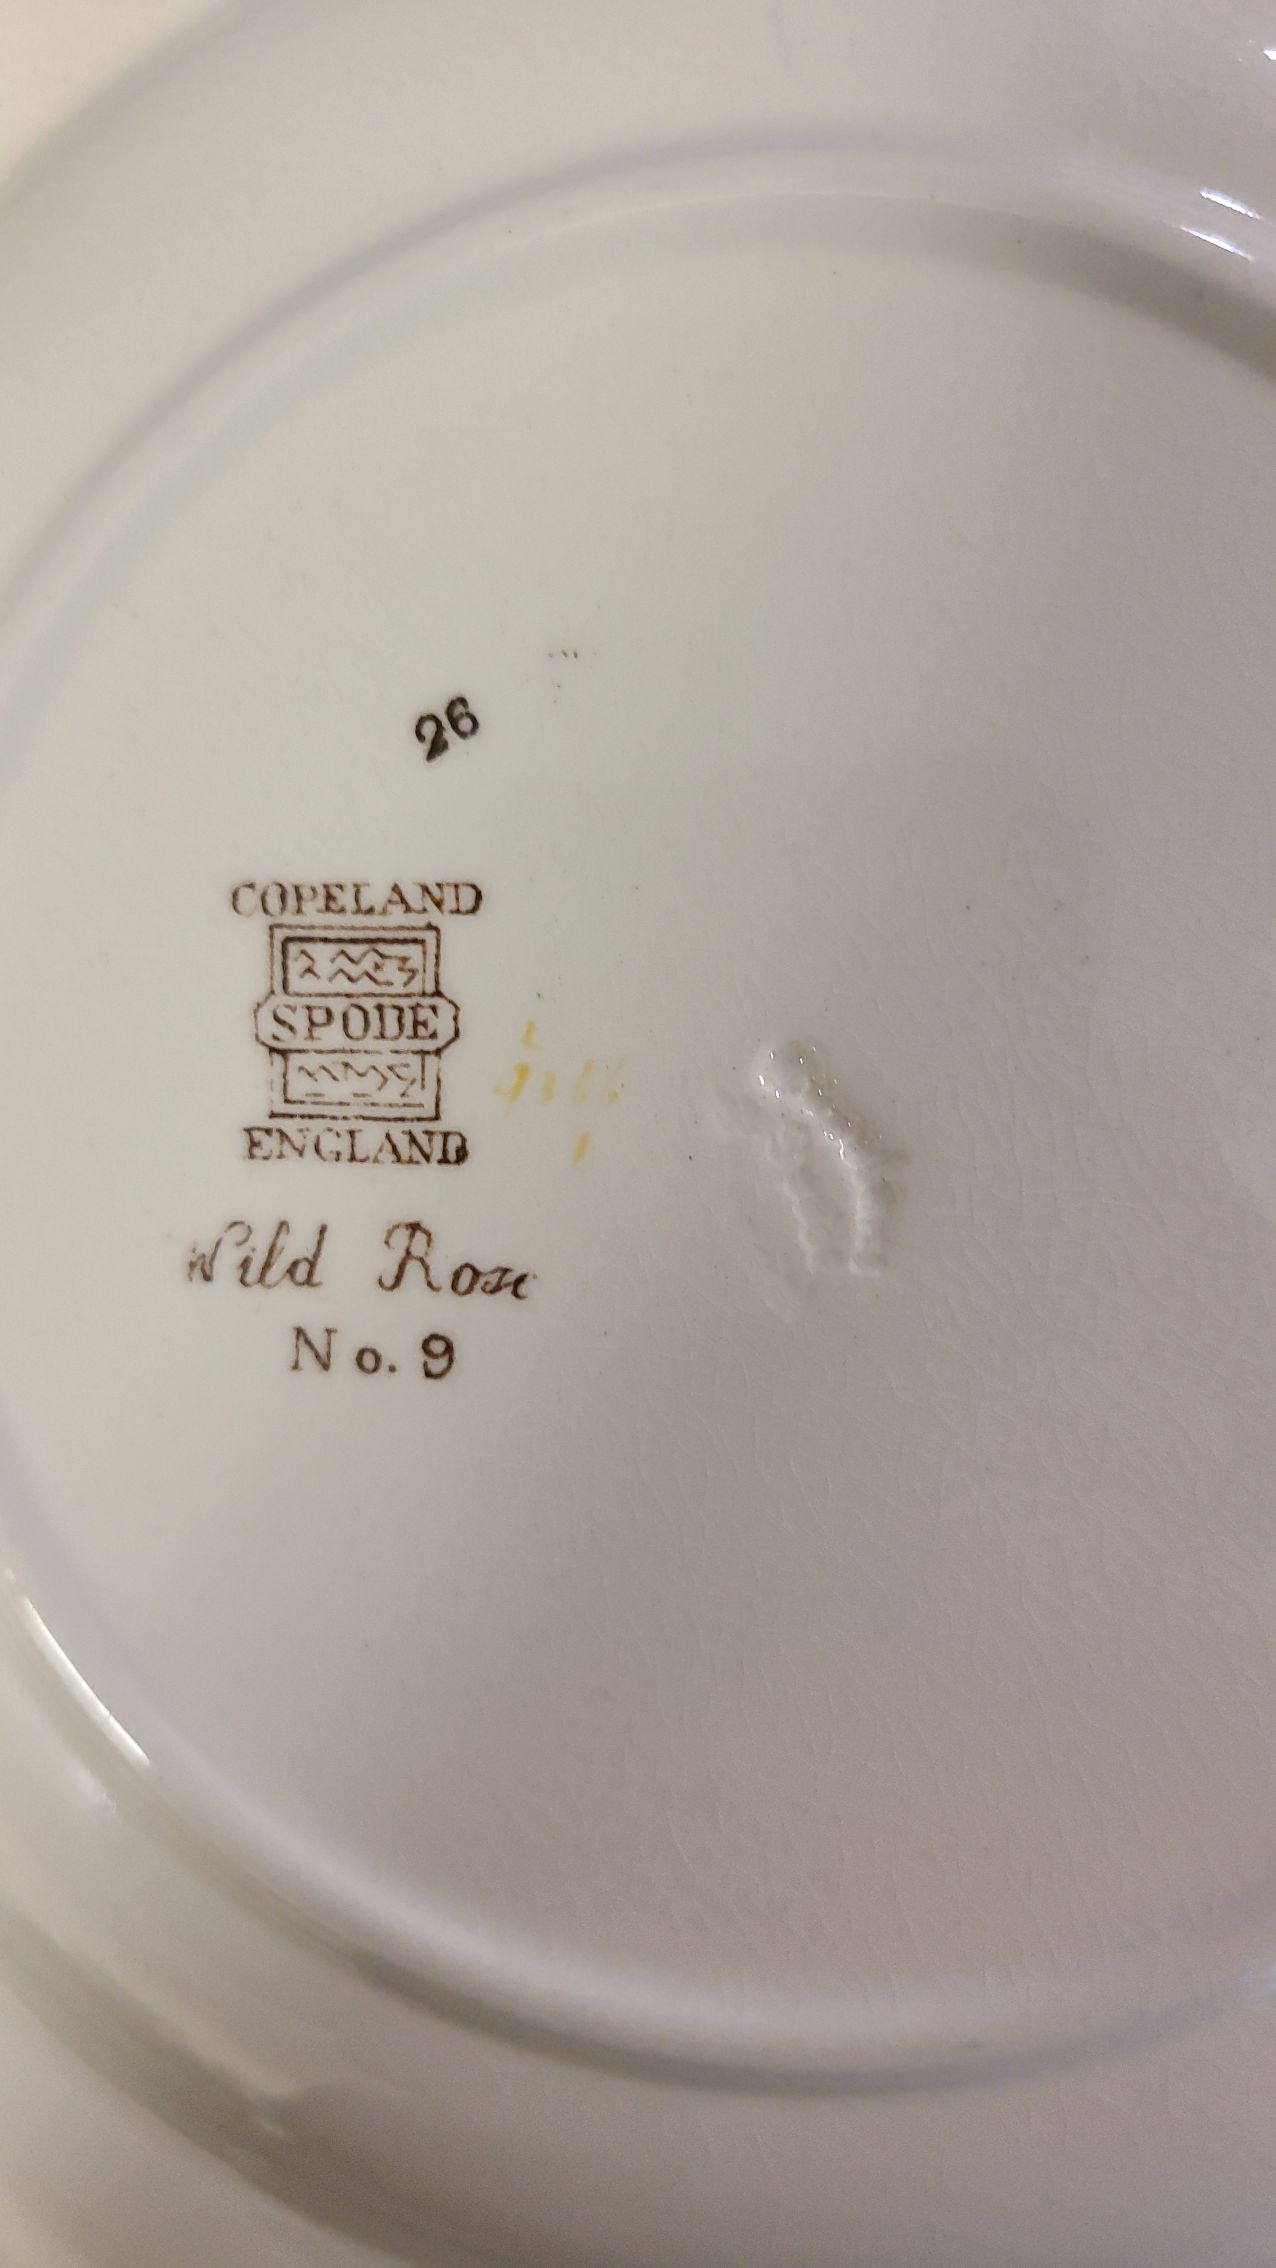 26
COPELAND
SPODE
ENGLAND
Wild Rose
No. 9